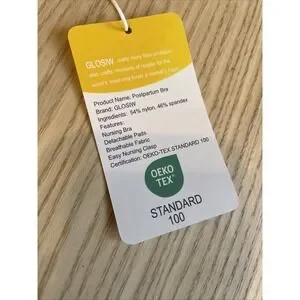 GLOSIW
Product Name: Postpartum Bra
Brand: GLOSIW
Ingredients: 54% nylon, 46% spandex
Features:
Nursing Bra
Detachable Pads
Breathable Fabric
Easy Nursing Clasp
Certification: OEKO-TEX STANDARD 100
OEKO
TEX®
STANDARD
100